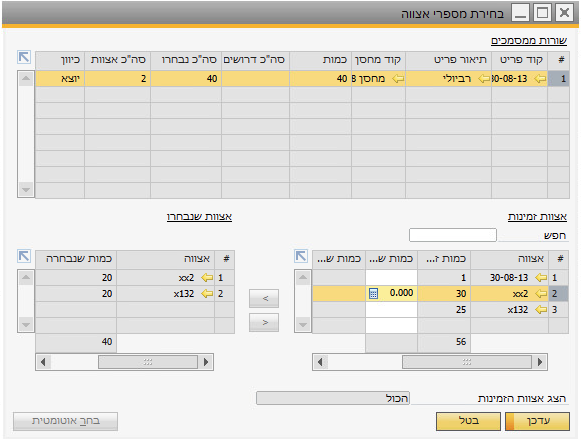 בחירת מספרי אצווה
שורות ממסמכים
# קוד פריט תיאור פריט קוד מחסן כמות סה"כ דרושים סה"כ נבחרו סה"כ אצוות כיוון
1 30-08-13 רביולי מחסן 8 40 40 2 יוצא
אצוות זמינות
חפש
# אצווה כמות ז... כמות ש... כמות ש...
1 30-08-13 1
2 xx2 30 0.000
3 x132 25
56
< >
אצוות שנבחרו
# אצווה כמות שנבחרה
1 xx2 20
2 x132 20
40
הצג אצוות הזמינות הכול
עדכן בטל בחר אוטומטית